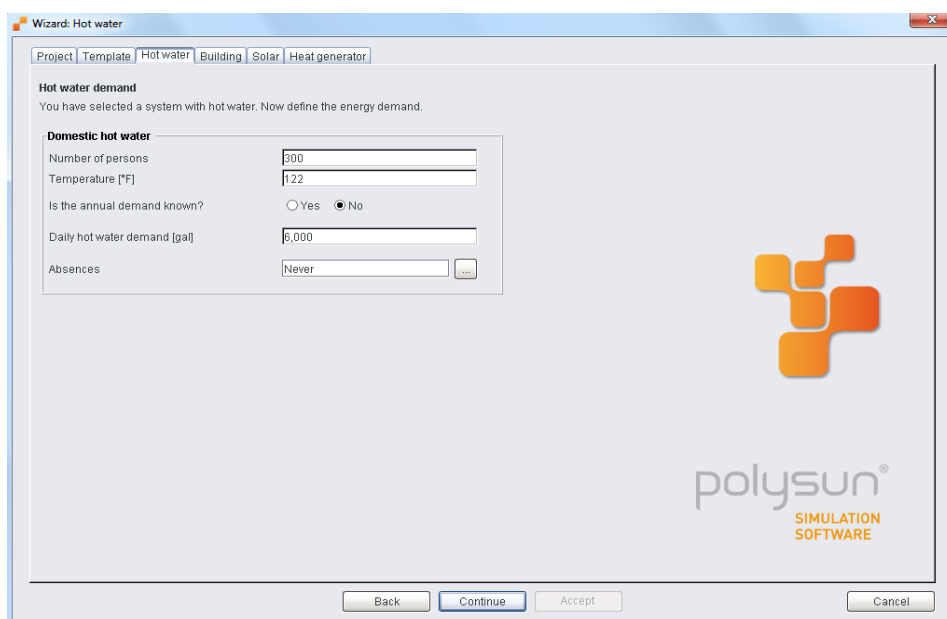 Wizard: Hot water
Project Template Hot water Building Solar Heat generator
Hot water demand
You have selected a system with hot water. Now define the energy demand.
Domestic hot water
Number of persons 300
Temperature [°F] 122
Is the annual demand known? Yes No
Daily hot water demand [gal] 6,000
Absences Never ...
polysun®
SIMULATION
SOFTWARE
Back Continue Accept Cancel